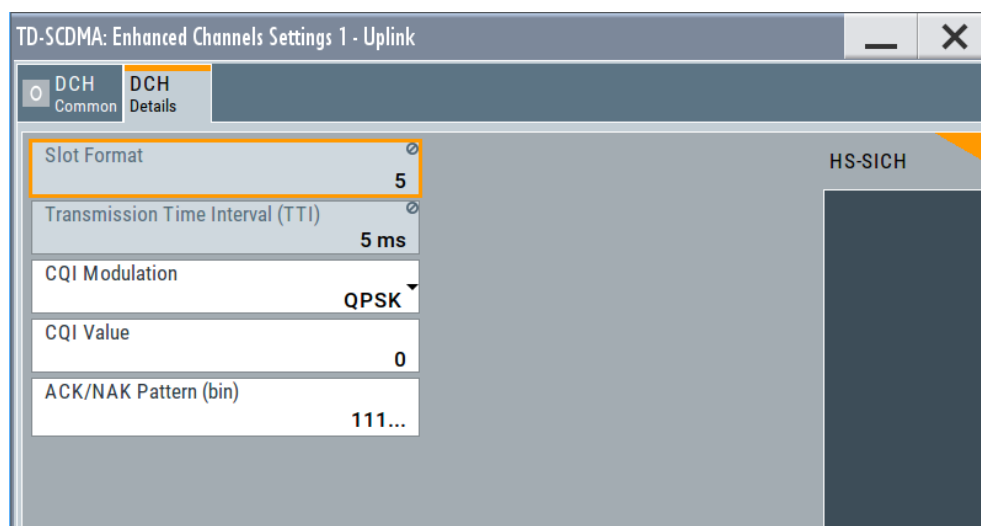 TD-SCDMA: Enhanced Channels Settings 1 - Uplink
DCH
Common
DCH
Details
Slot Format
5
Transmission Time Interval (TTI)
5 ms
CQI Modulation
QPSK
CQI Value
0
ACK/NAK Pattern (bin)
111...
HS-SICH